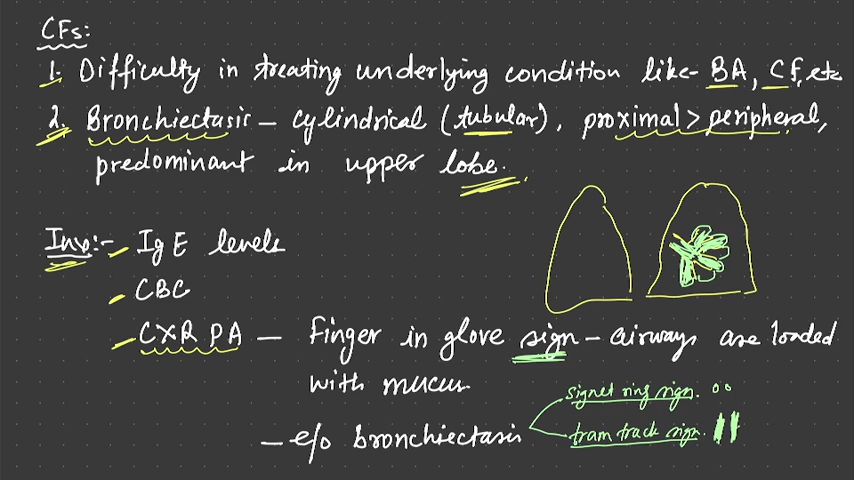 CFs:
1. Difficulty in treating underlying condition like - BA, Cf, etc
2. Bronchiectasis - cylindrical (tubular), proximal > peripheral,
predominant in upper lobe.
Inv:- - IgE levels
- CBC
- CXR PA - Finger in glove sign - airways are loaded
with mucus
- e/o bronchiectasis
signet ring sign.
tram track sign.